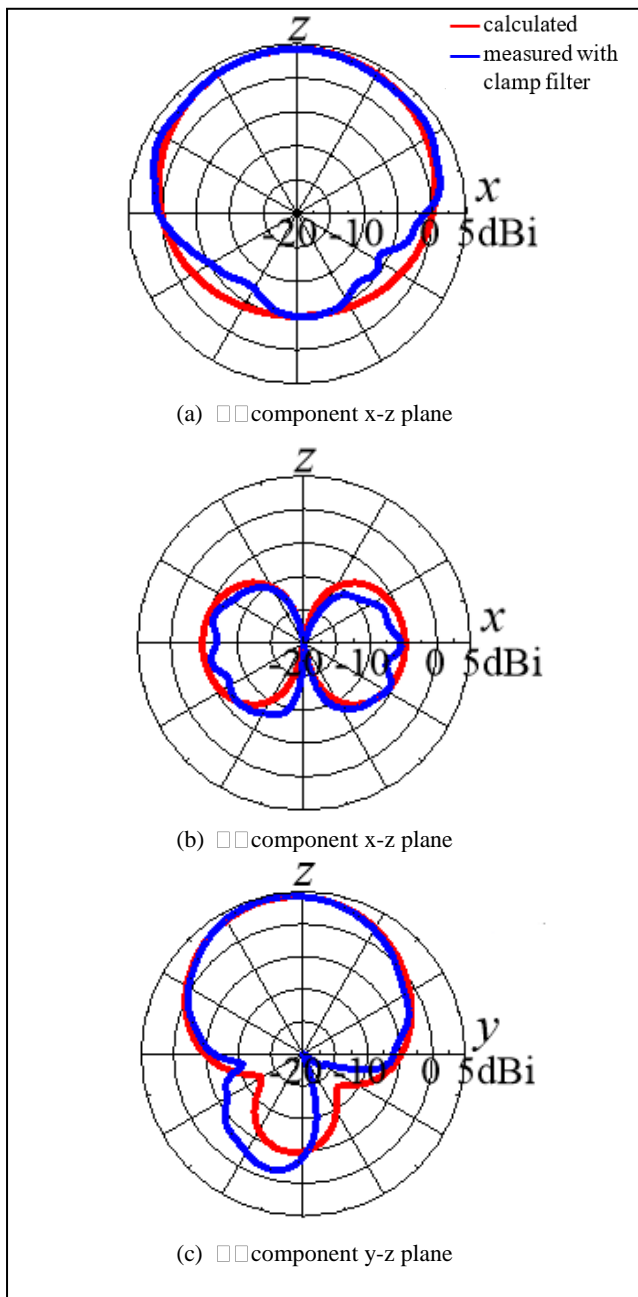 calculated
measured with
clamp filter
z
x
-20 -10 0 5dBi
(a) □□component x-z plane
z
x
-20 -10 0 5dBi
(b) □□component x-z plane
z
y
-20 -10 0 5dBi
(c) □□component y-z plane